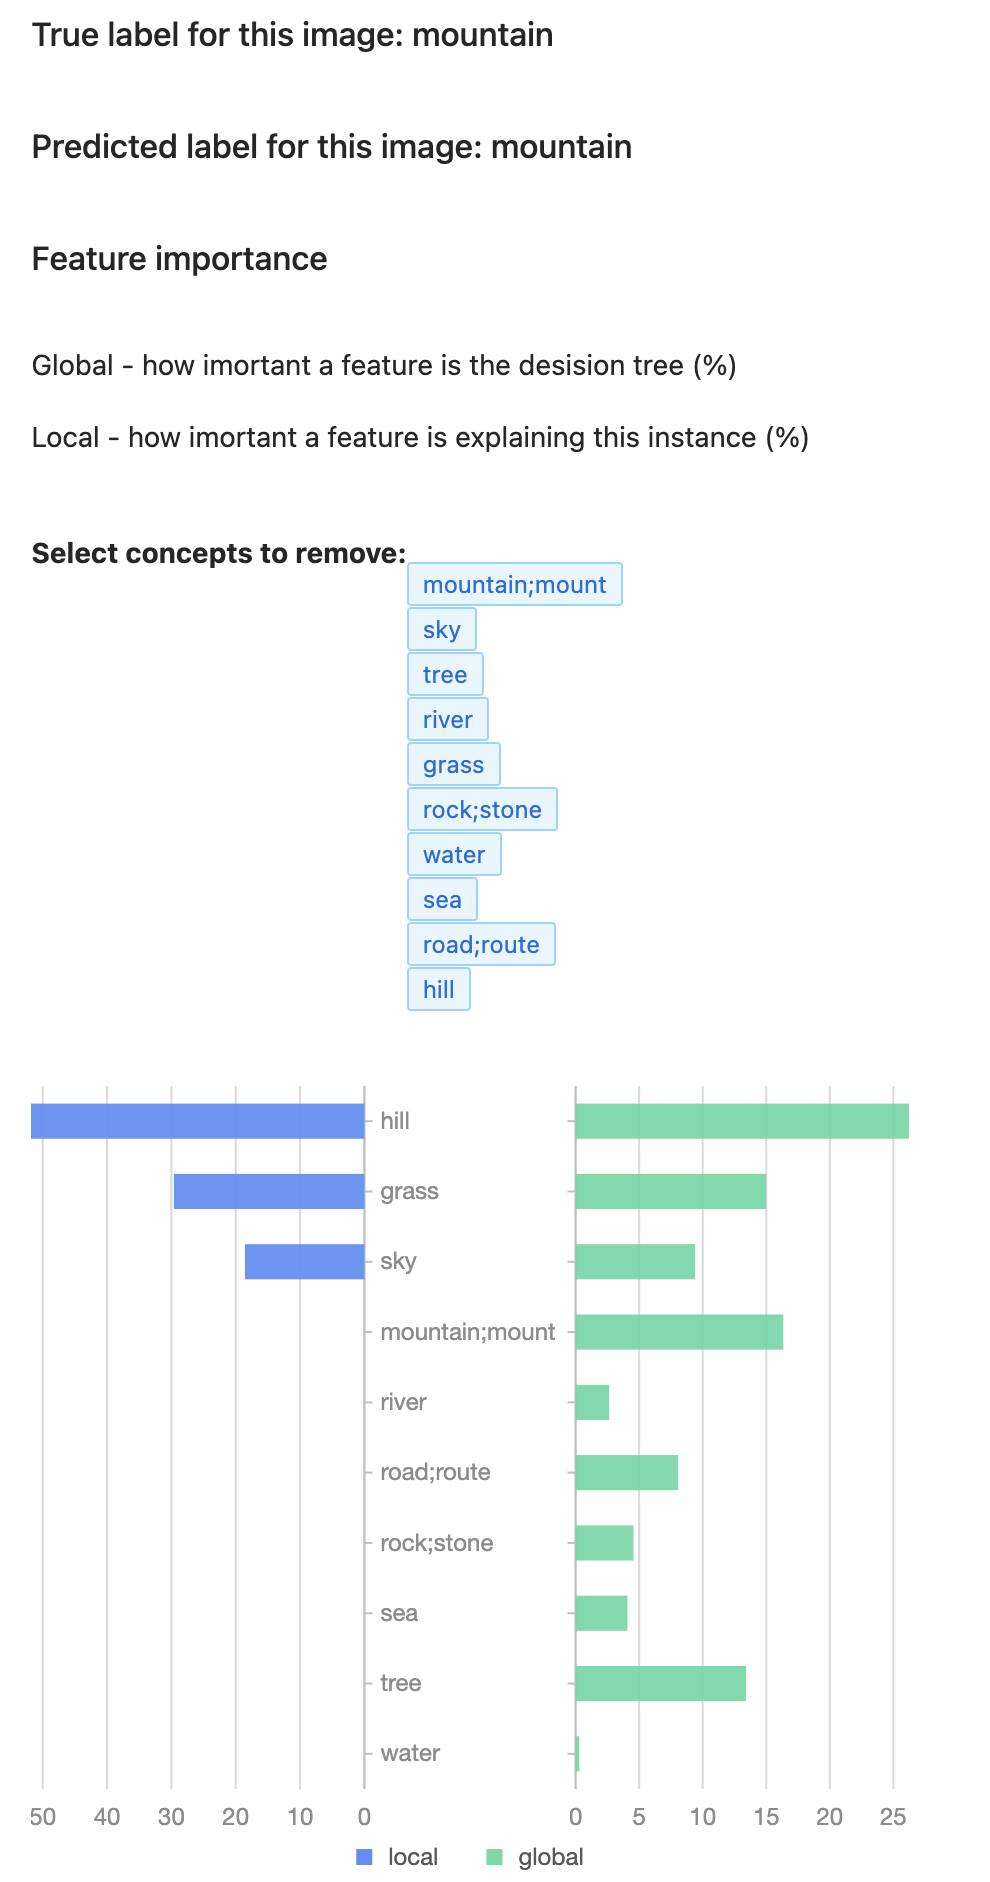 True label for this image: mountain
Predicted label for this image: mountain
Feature importance
Global - how imortant a feature is the desision tree (%)
Local - how imortant a feature is explaining this instance (%)
Select concepts to remove:
mountain;mount
sky
tree
river
grass
rock;stone
water
sea
road;route
hill
hill
grass
sky
mountain;mount
river
road;route
rock;stone
sea
tree
water
50 40 30 20 10 0 0 5 10 15 20 25
local global